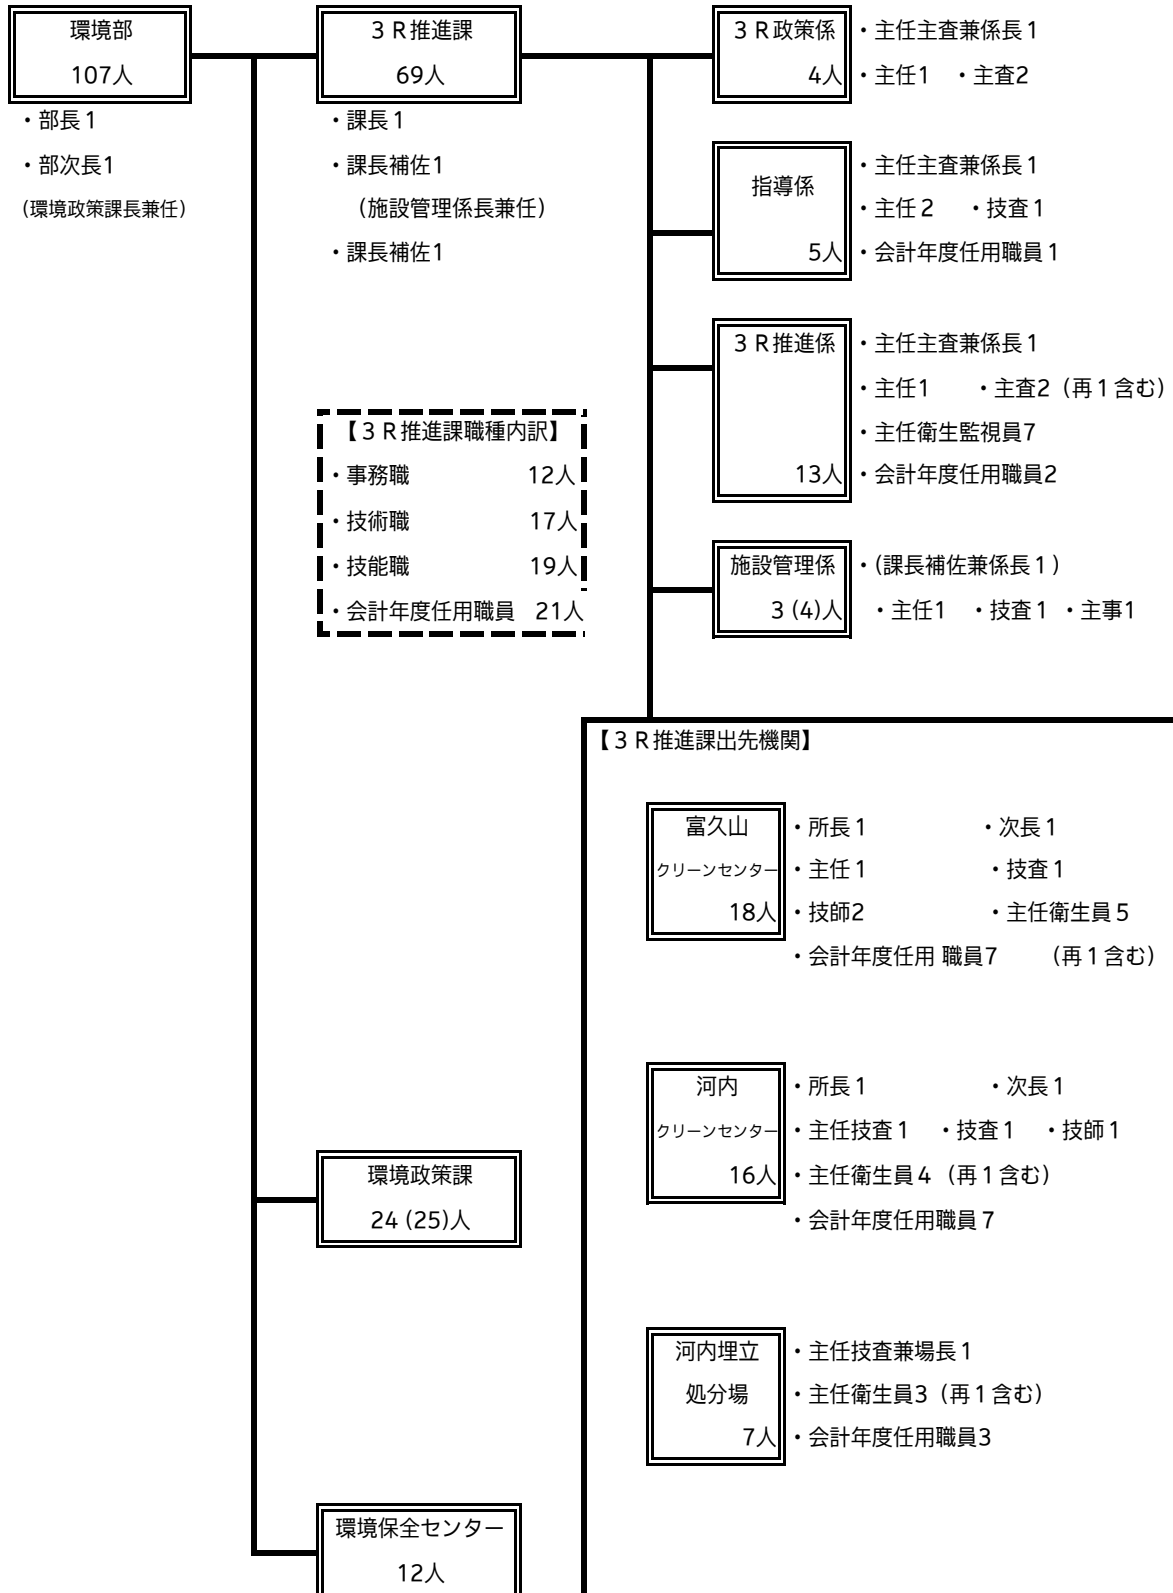 環境部
107人
・部長１
・部次長1
（環境政策課長兼任）
３Ｒ推進課
69人
・課長１
・課長補佐1
（施設管理係長兼任）
・課長補佐1
【３Ｒ推進課職種内訳】
・事務職 12人
・技術職 17人
・技能職 19人
・会計年度任用職員 21人
３Ｒ政策係
4人
・主任主査兼係長１
・主任1 ・主査2
指導係
5人
・主任主査兼係長１
・主任２ ・技査１
・会計年度任用職員１
３Ｒ推進係
13人
・主任主査兼係長１
・主任1 ・主査2（再１含む）
・主任衛生監視員7
・会計年度任用職員2
施設管理係
3 (4)人
・（課長補佐兼係長１）
・主任1 ・技査１ ・主事1
【３Ｒ推進課出先機関】
富久山
クリーンセンター
18人
・所長１ ・次長１
・主任１ ・技査１
・技師2 ・主任衛生員５
・会計年度任用 職員7 （再１含む）
河内
クリーンセンター
16人
・所長１ ・次長１
・主任技査１ ・技査１ ・技師１
・主任衛生員４（再１含む）
・会計年度任用職員７
河内埋立
処分場
7人
・主任技査兼場長１
・主任衛生員3（再１含む）
・会計年度任用職員3
環境政策課
24 (25)人
環境保全センター
12人